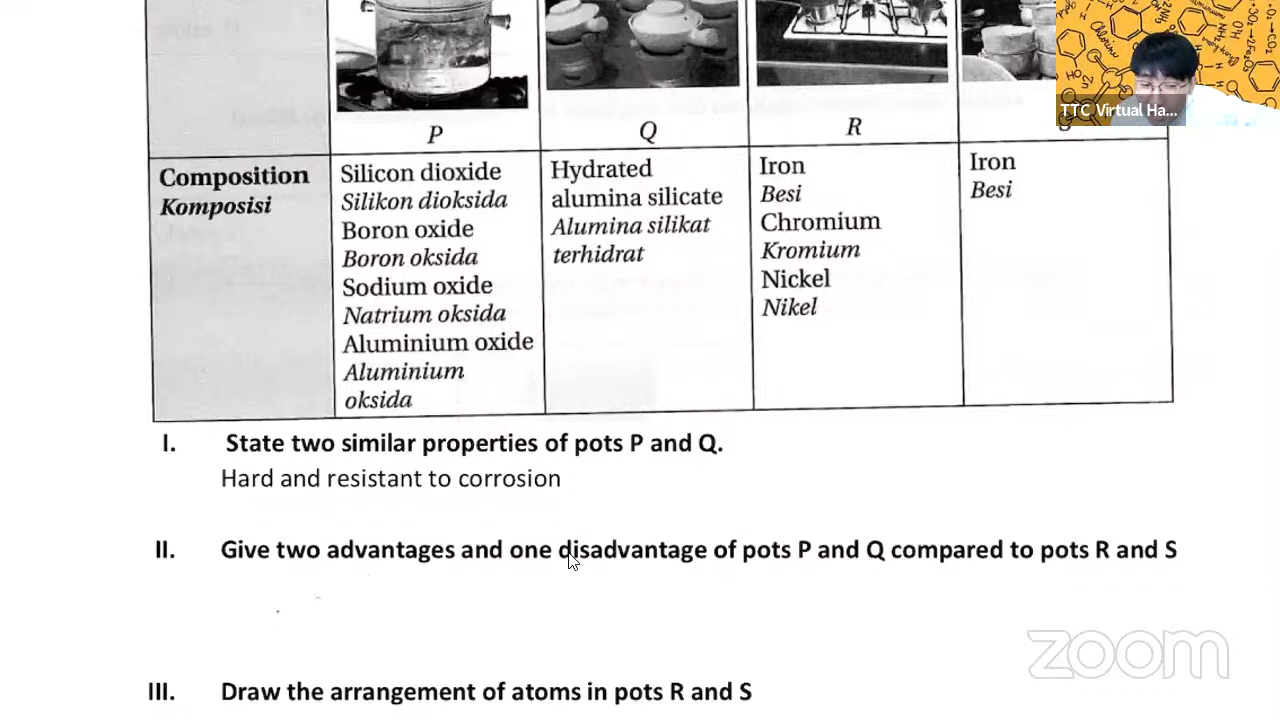 P
Q
R
Composition
Komposisi
Silicon dioxide
Silikon dioksida
Boron oxide
Boron oksida
Sodium oxide
Natrium oksida
Aluminium oxide
Aluminium
oksida
Hydrated
alumina silicate
Alumina silikat
terhidrat
Iron
Besi
Chromium
Kromium
Nickel
Nikel
Iron
Besi
I. State two similar properties of pots P and Q.
Hard and resistant to corrosion
II. Give two advantages and one disadvantage of pots P and Q compared to pots R and S
III. Draw the arrangement of atoms in pots R and S
TTC Virtual Ha...
Chlorine
zoom